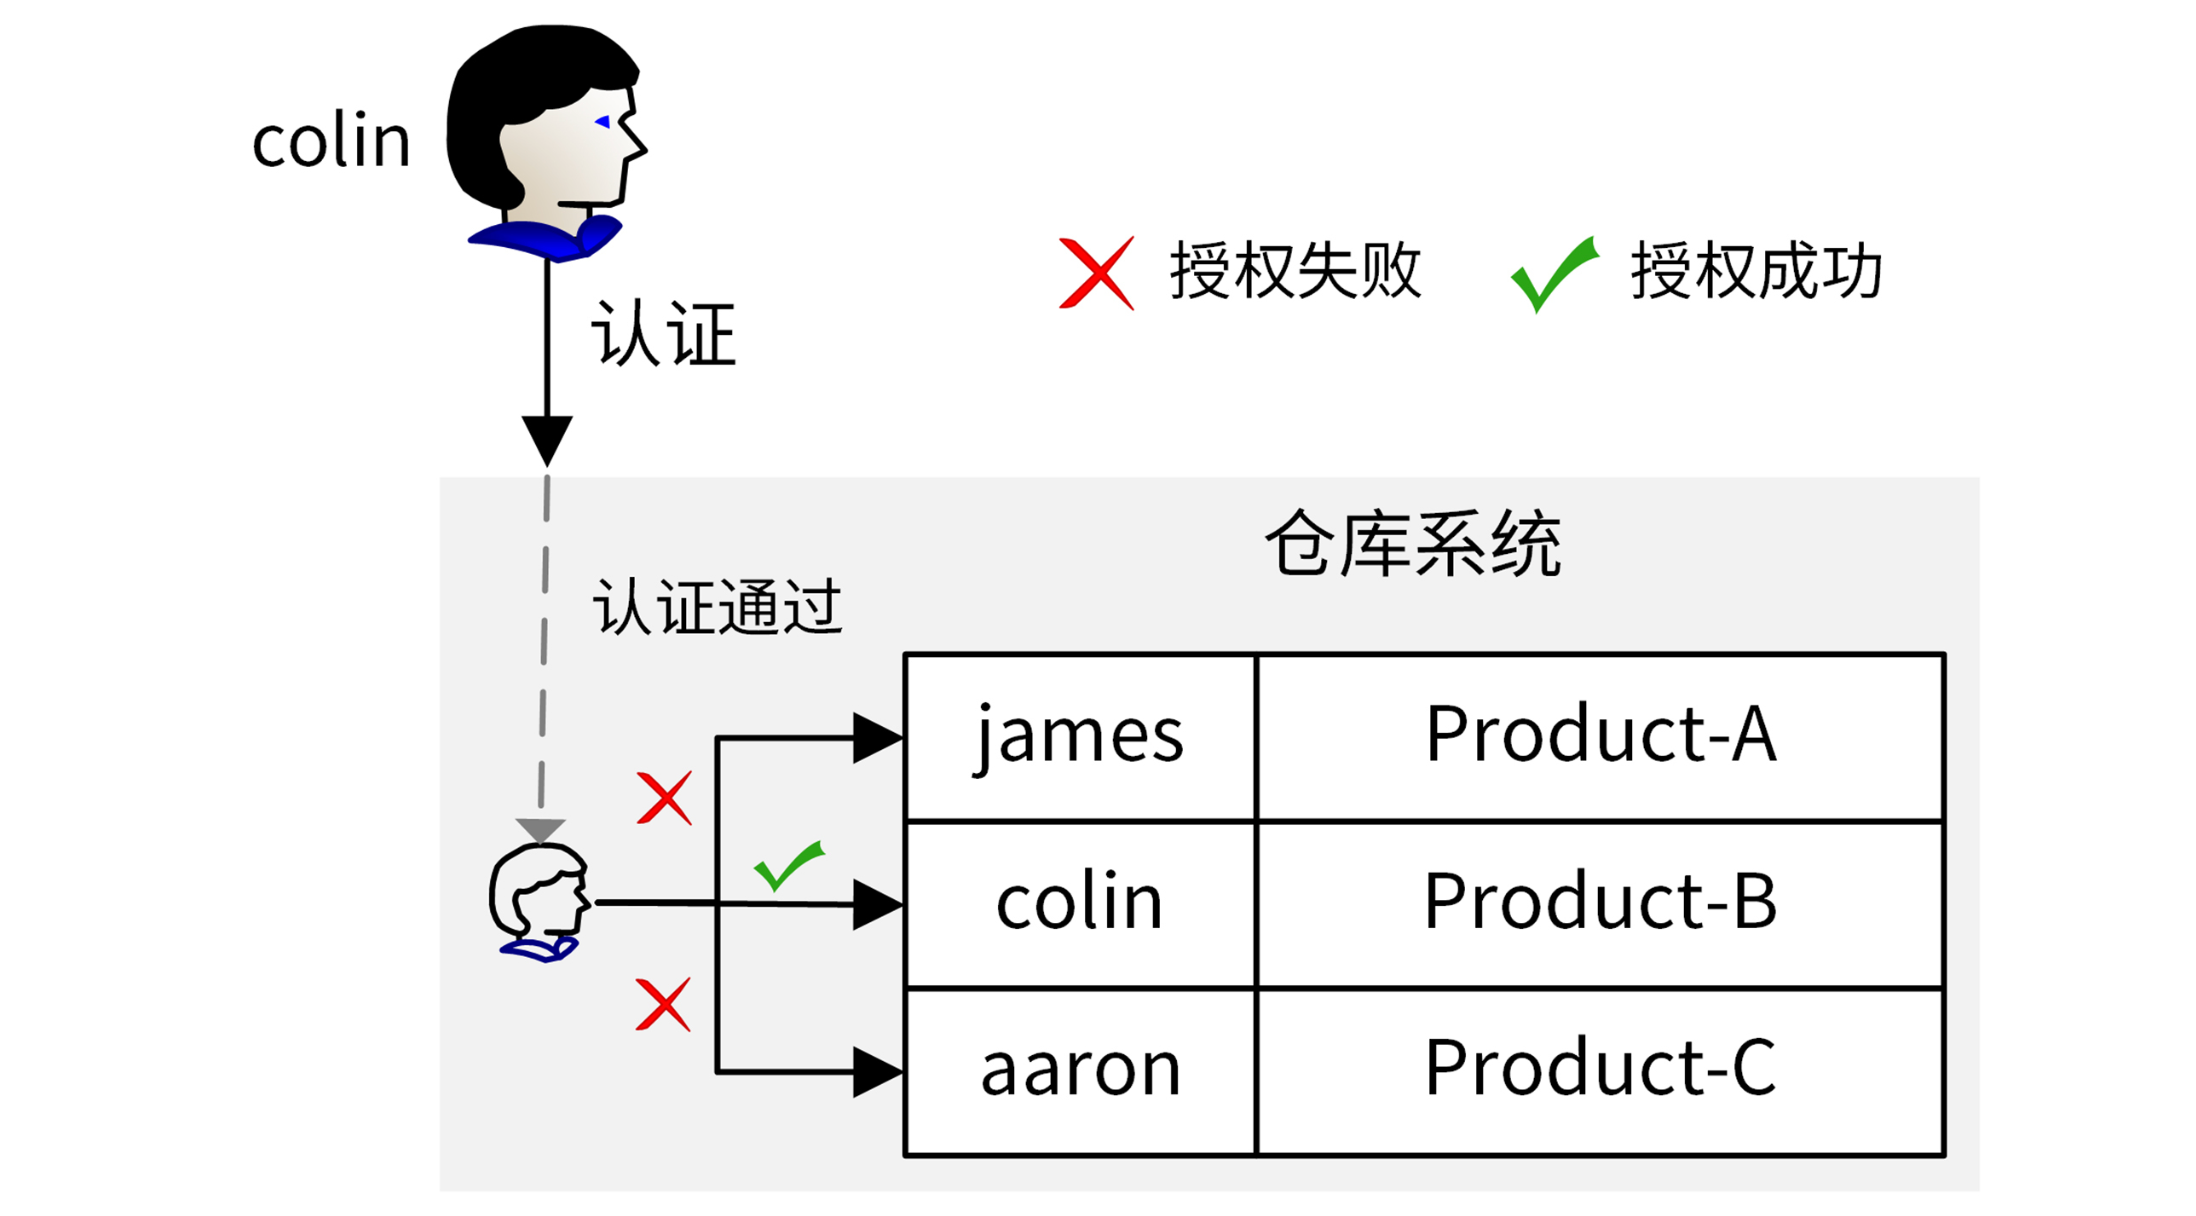 colin
认证
授权失败
授权成功
仓库系统
认证通过
james Product-A
colin Product-B
aaron Product-C